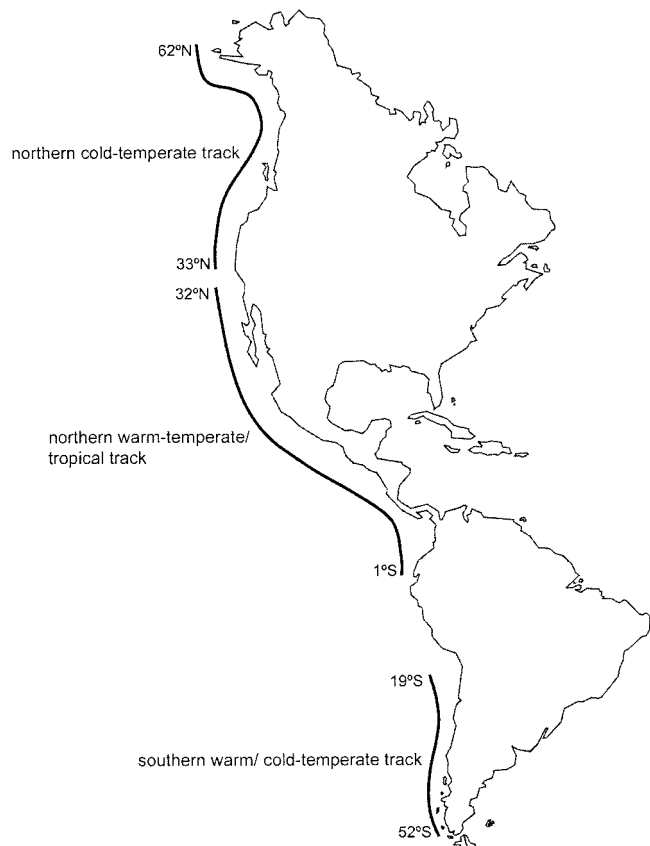 62ºN
northern cold-temperate track
33ºN
32ºN
northern warm-temperate/
tropical track
1ºS
19ºS
southern warm/ cold-temperate track
52ºS